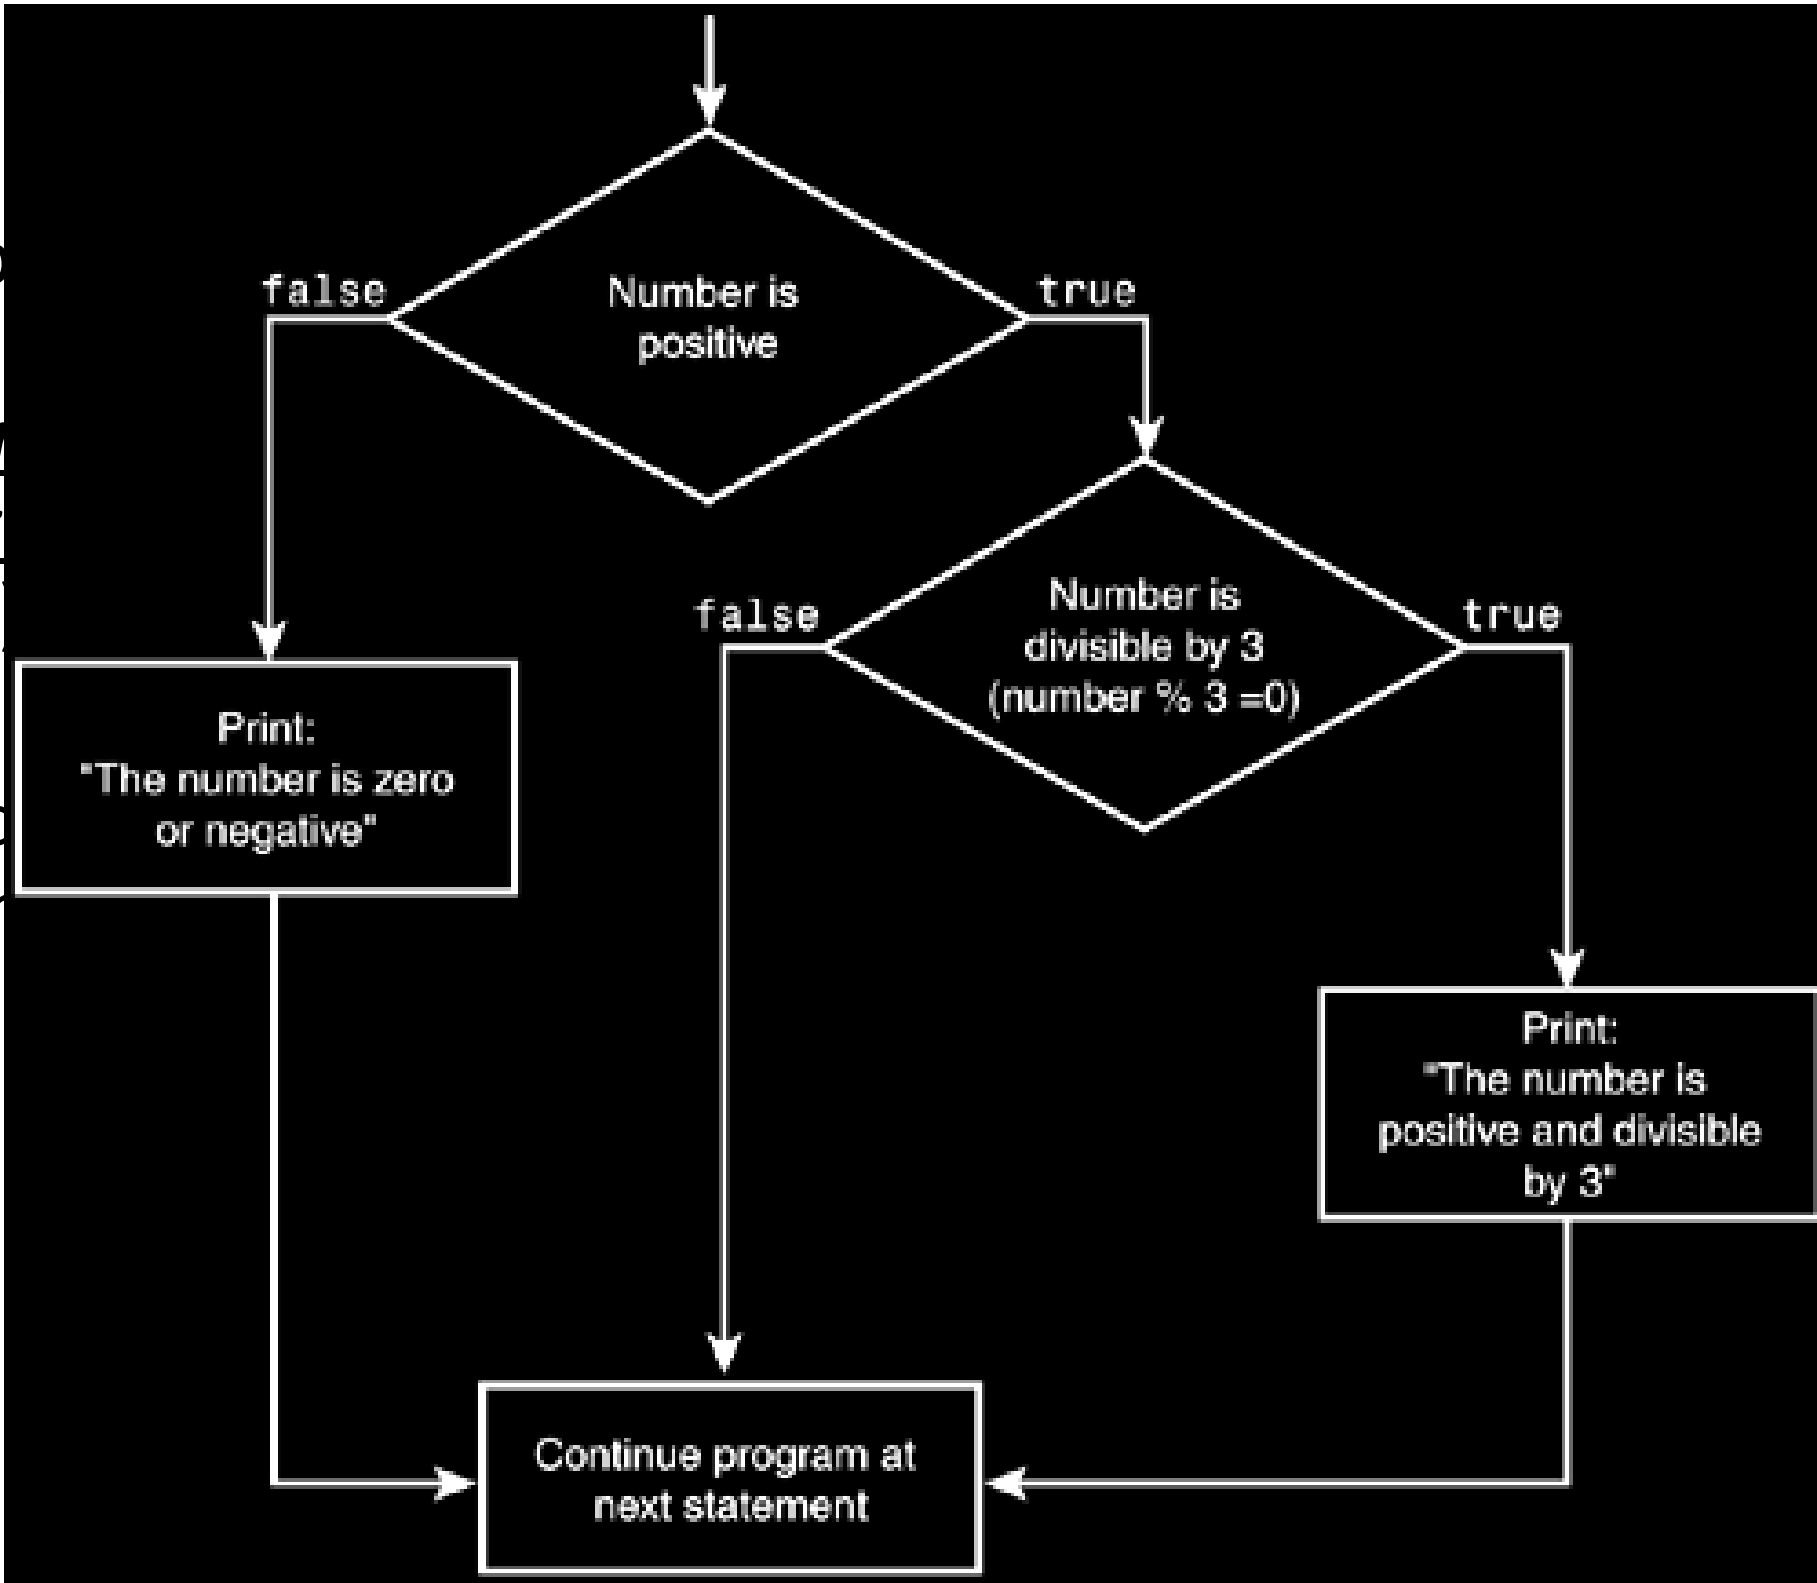 false
Number is
positive
true
false
Number is
divisible by 3
(number % 3 =0)
true
Print:
"The number is zero
or negative"
Print:
"The number is
positive and divisible
by 3"
Continue program at
next statement